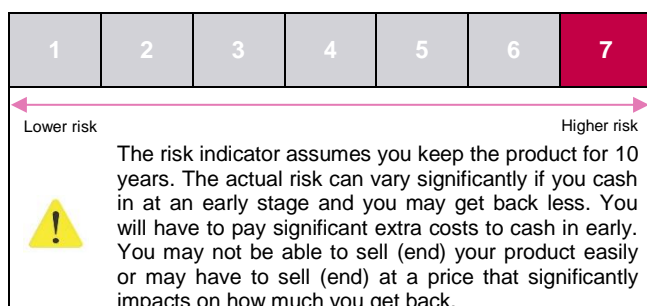 1 2 3 4 5 6 7
Lower risk Higher risk
The risk indicator assumes you keep the product for 10
years. The actual risk can vary significantly if you cash
in at an early stage and you may get back less. You
will have to pay significant extra costs to cash in early.
You may not be able to sell (end) your product easily
or may have to sell (end) at a price that significantly
impacts on how much you get back.